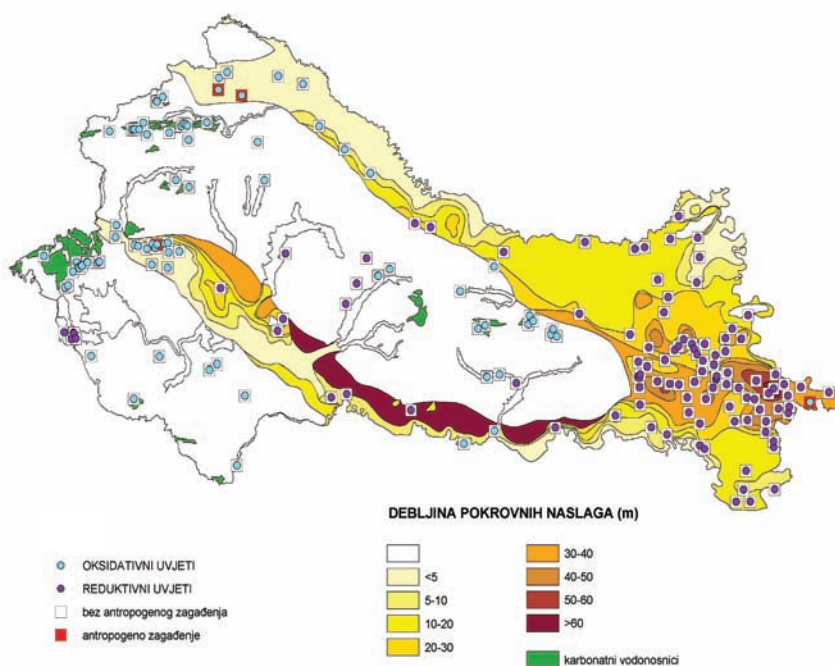 DEBLJINA POKROVNIH NASLAGA (m)
OKSIDATIVNI UVJETI
REDUKTIVNI UVJETI
bez antropogenog zagađenja
antropogeno zagađenje
<5
5-10
10-20
20-30
30-40
40-50
50-60
>60
karbonatni vodonosnici